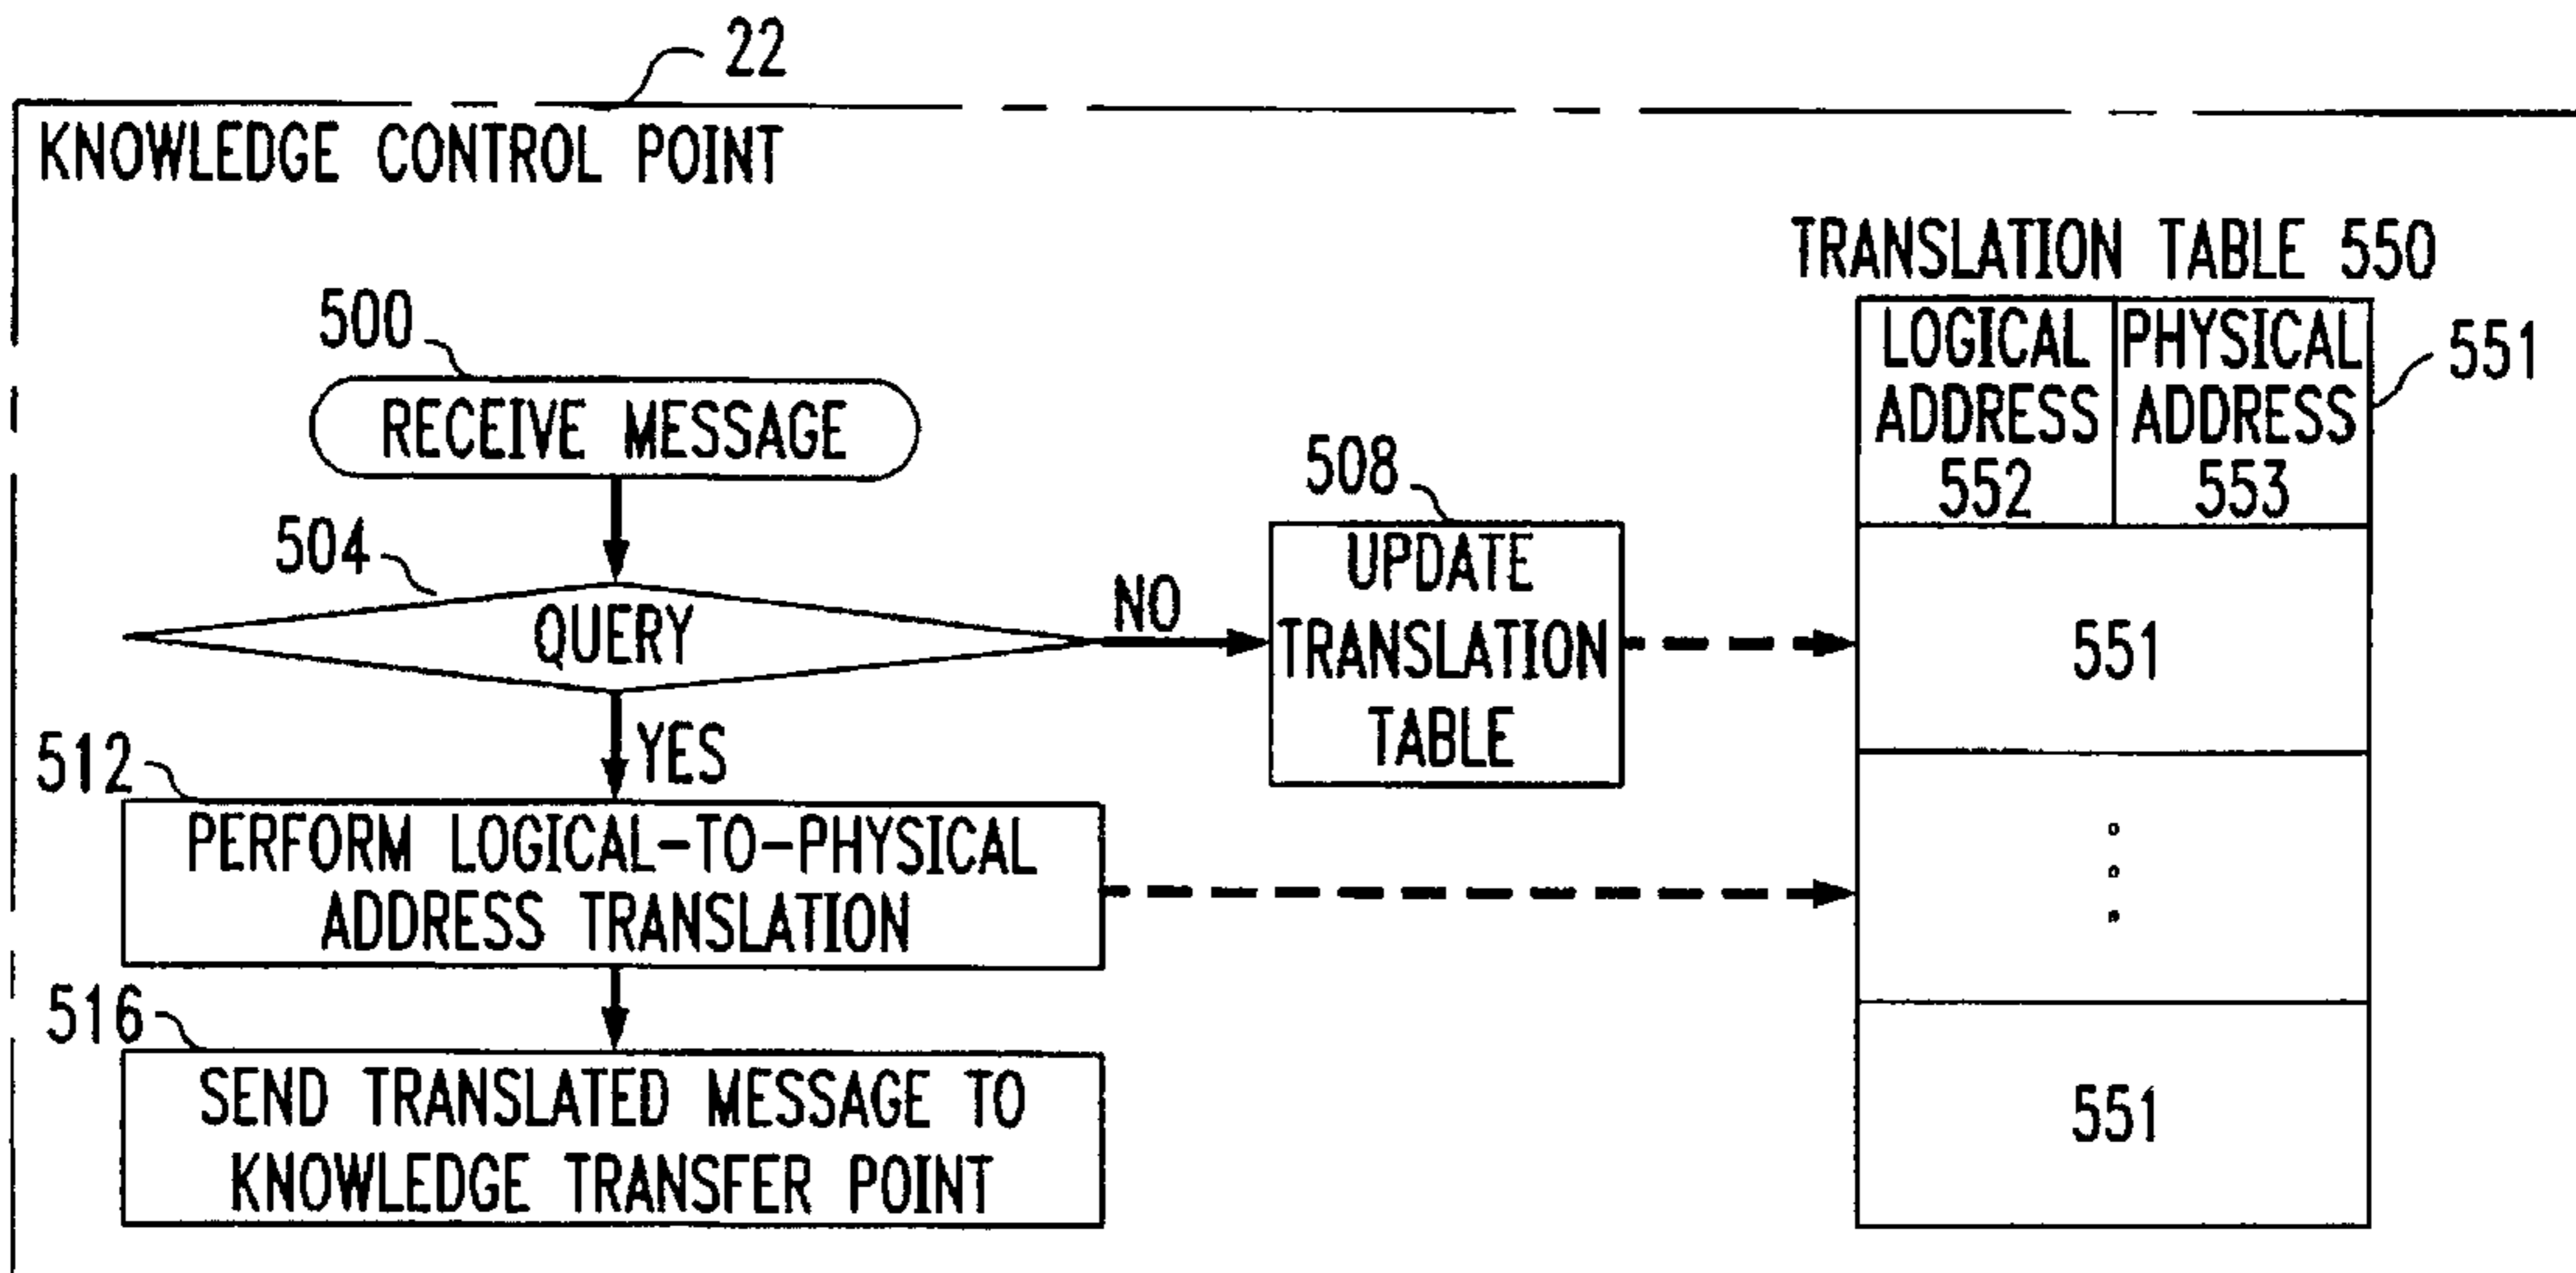 22
KNOWLEDGE CONTROL POINT
TRANSLATION TABLE 550
500
RECEIVE MESSAGE
LOGICAL
ADDRESS
552
PHYSICAL
ADDRESS
553
551
504
QUERY
NO
508
UPDATE
TRANSLATION
TABLE
551
YES
512
PERFORM LOGICAL-TO-PHYSICAL
ADDRESS TRANSLATION
516
SEND TRANSLATED MESSAGE TO
KNOWLEDGE TRANSFER POINT
551